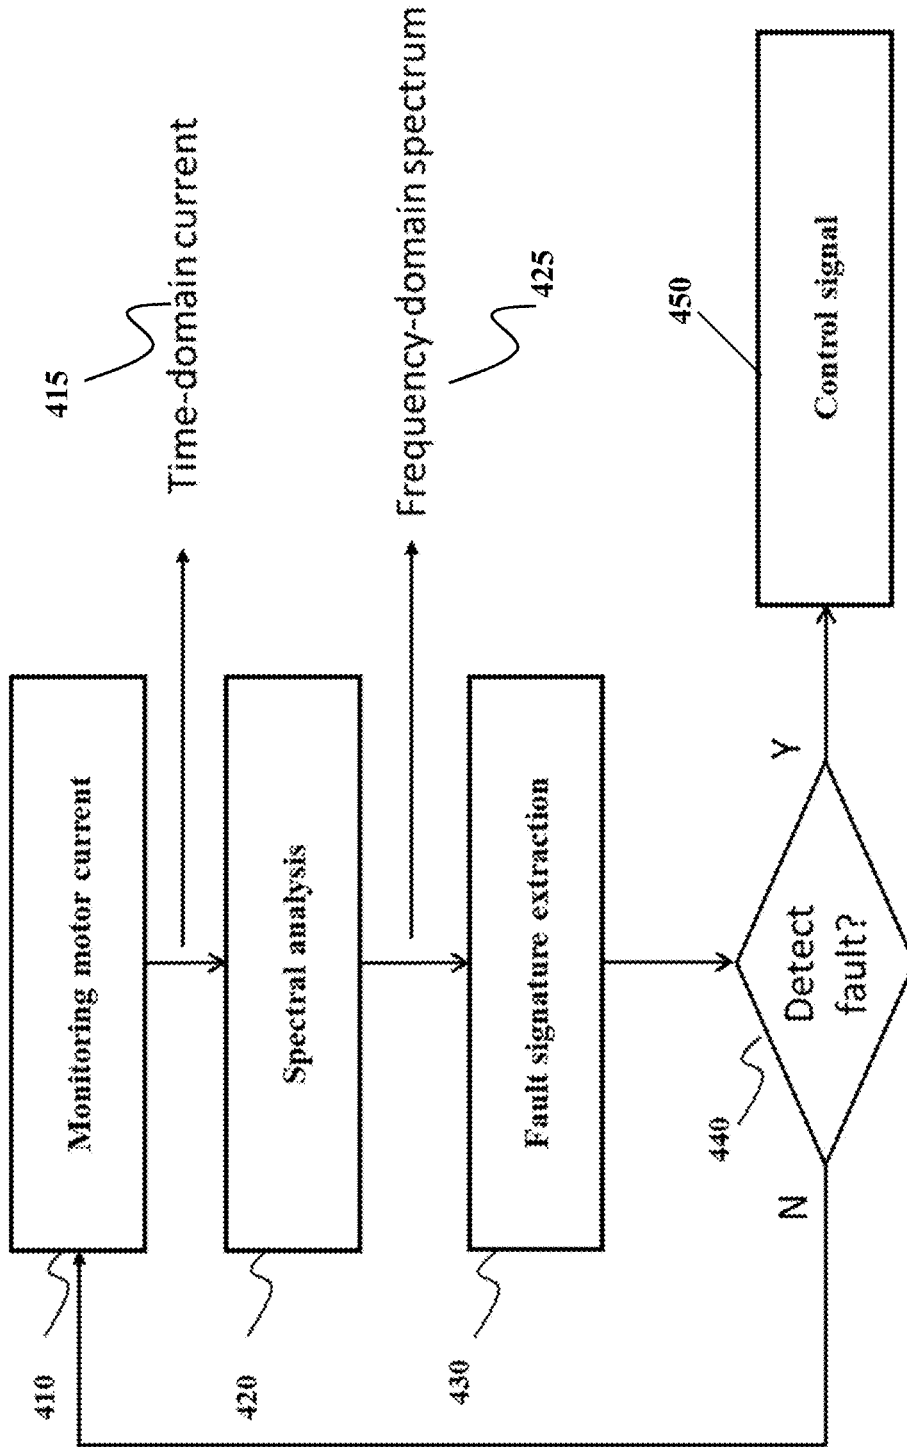 410
Monitoring motor current
415
Time-domain current
420
Spectral analysis
Frequency-domain spectrum
425
430
Fault signature extraction
440
Detect
fault?
N
Y
450
Control signal